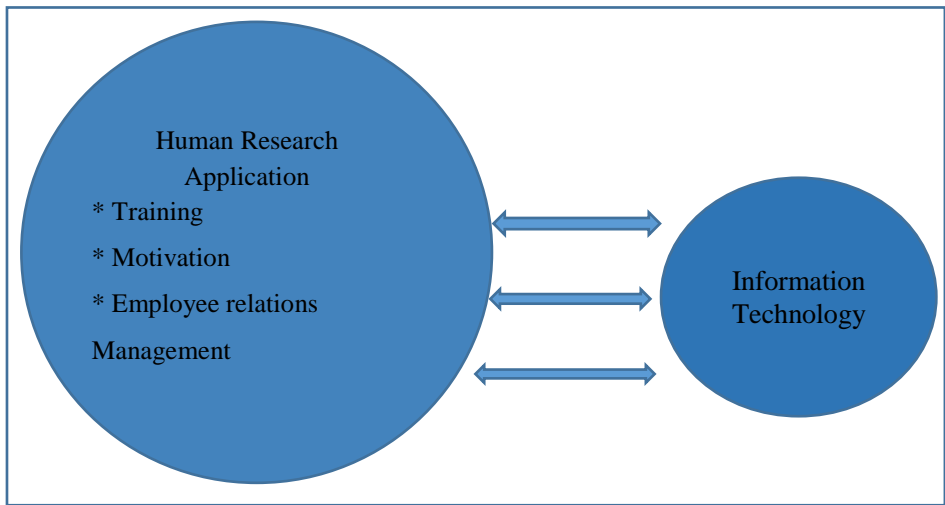 Human Research
Application
* Training
* Motivation
* Employee relations
Management
Information
Technology